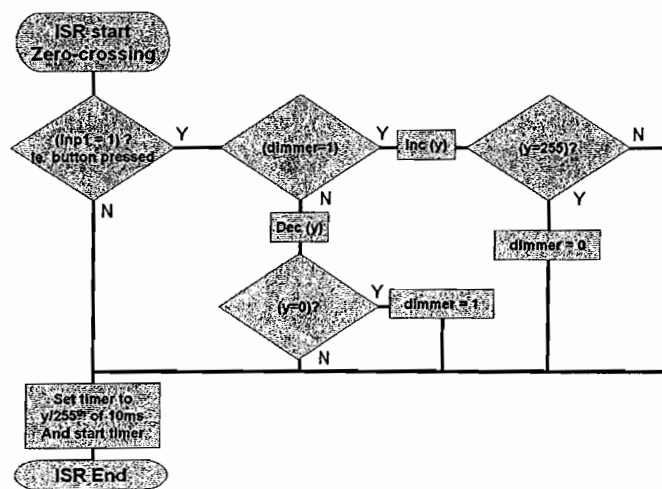 ISR start
Zero-crossing
(Inp1 = 1) ?
ie. button pressed
Y
(dimmer=1)
Y
Inc (y)
(y=255)?
N
N
N
Y
Dec (y)
dimmer = 0
(y=0)?
Y
dimmer = 1
N
Set timer to
y/255th of 10ms
And start timer
ISR End